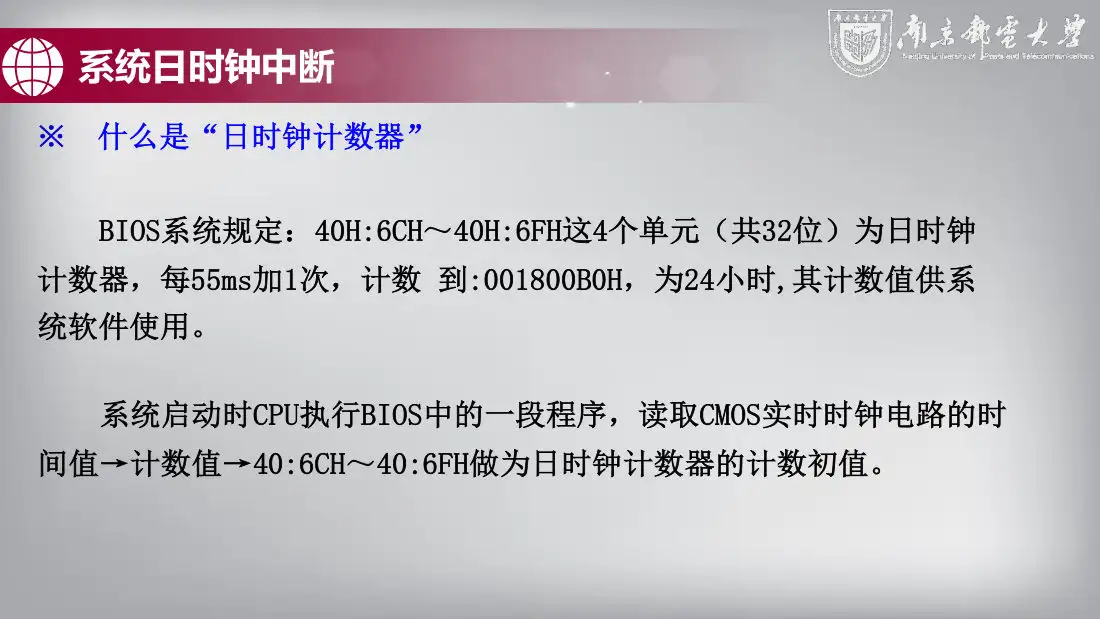 南京邮电大学
Nanjing University of Posts and Telecommunications
系统日时钟中断
※ 什么是“日时钟计数器”
BIOS系统规定：40H:6CH～40H:6FH这4个单元（共32位）为日时钟
计数器，每55ms加1次，计数 到:001800B0H，为24小时,其计数值供系
统软件使用。
系统启动时CPU执行BIOS中的一段程序，读取CMOS实时时钟电路的时
间值→计数值→40:6CH～40:6FH做为日时钟计数器的计数初值。